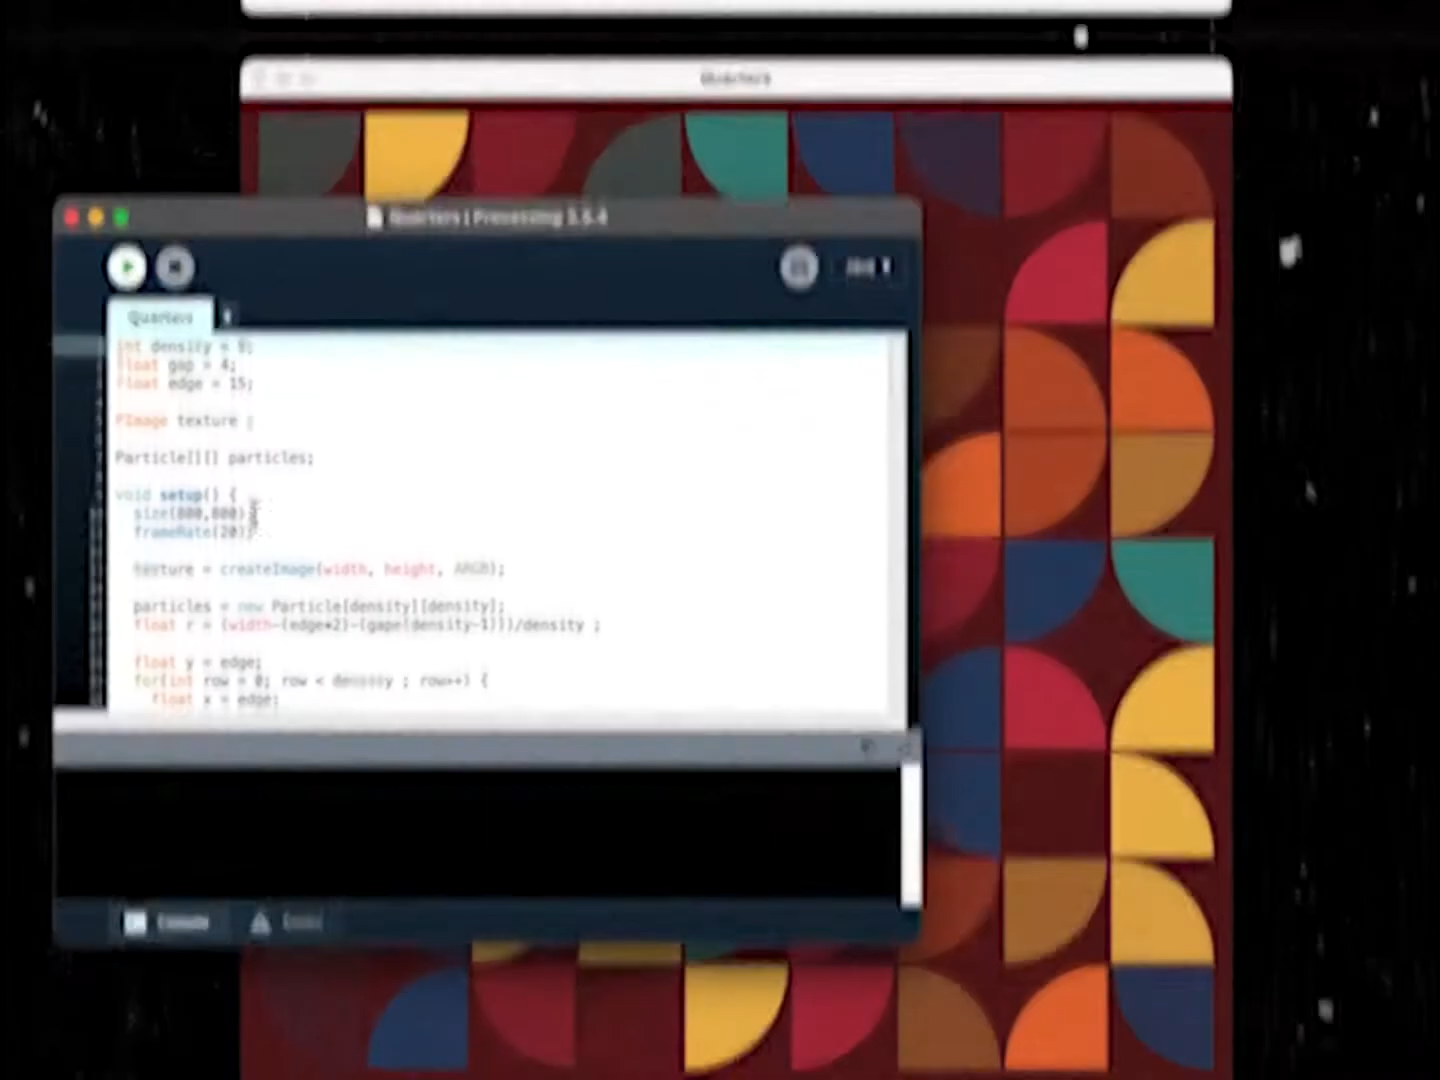 Quarters
Quarters | Processing 3.5.4
Quarters
int density = 9;
float gap = 4;
float edge = 15;
PImage texture ;
Particle[][] particles;
void setup() {
size(800,800);
frameRate(20);
texture = createImage(width, height, ARGB);
particles = new Particle[density][density];
float r = (width-(edge*2)-(gap*(density-1)))/density ;
float y = edge;
for(int row = 0; row < density ; row++) {
float x = edge;
Console
Errors